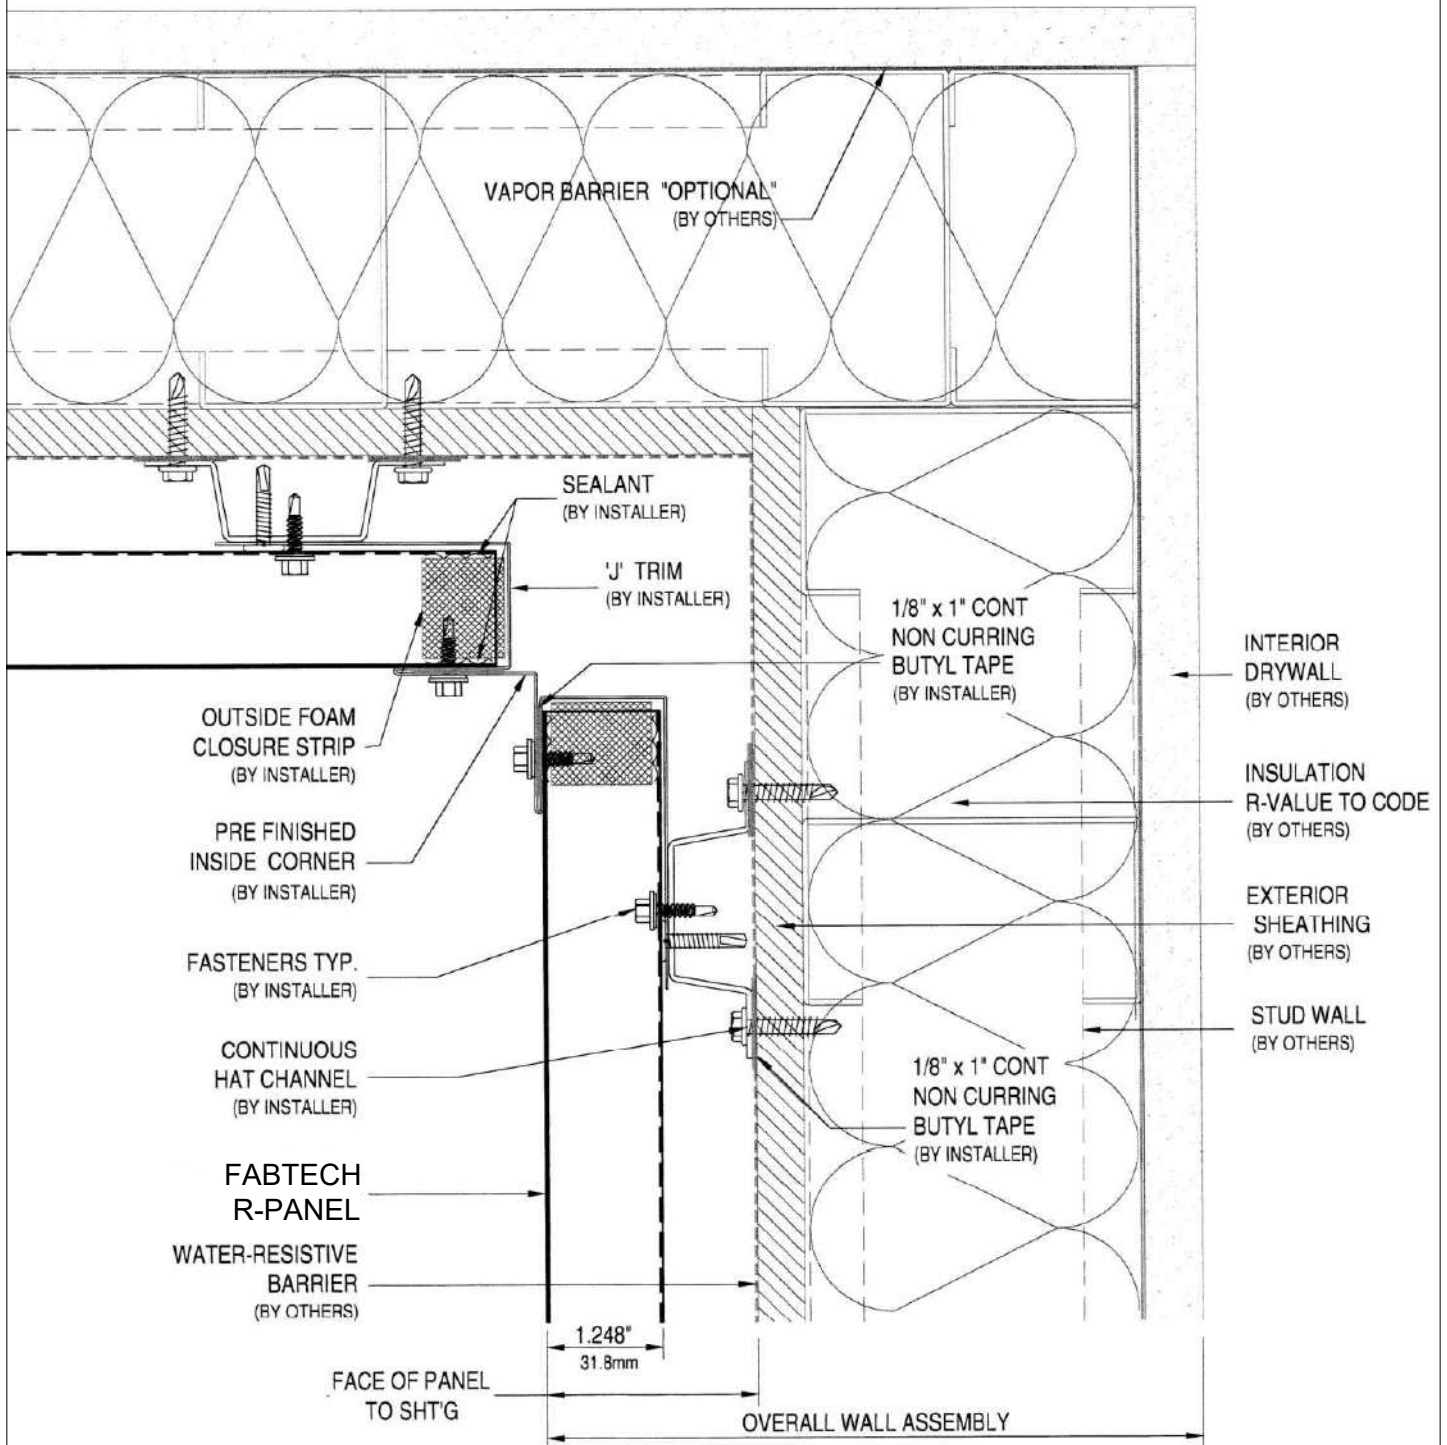 VAPOR BARRIER "OPTIONAL"
(BY OTHERS)
SEALANT
(BY INSTALLER)
'J' TRIM
(BY INSTALLER)
1/8" x 1" CONT
NON CURRING
BUTYL TAPE
(BY INSTALLER)
INTERIOR
DRYWALL
(BY OTHERS)
OUTSIDE FOAM
CLOSURE STRIP
(BY INSTALLER)
INSULATION
R-VALUE TO CODE
(BY OTHERS)
PRE FINISHED
INSIDE CORNER
(BY INSTALLER)
EXTERIOR
SHEATHING
(BY OTHERS)
FASTENERS TYP.
(BY INSTALLER)
STUD WALL
(BY OTHERS)
CONTINUOUS
HAT CHANNEL
(BY INSTALLER)
1/8" x 1" CONT
NON CURRING
BUTYL TAPE
(BY INSTALLER)
FABTECH
R-PANEL
WATER-RESISTIVE
BARRIER
(BY OTHERS)
1.248"
31.8mm
FACE OF PANEL
TO SHT'G
OVERALL WALL ASSEMBLY